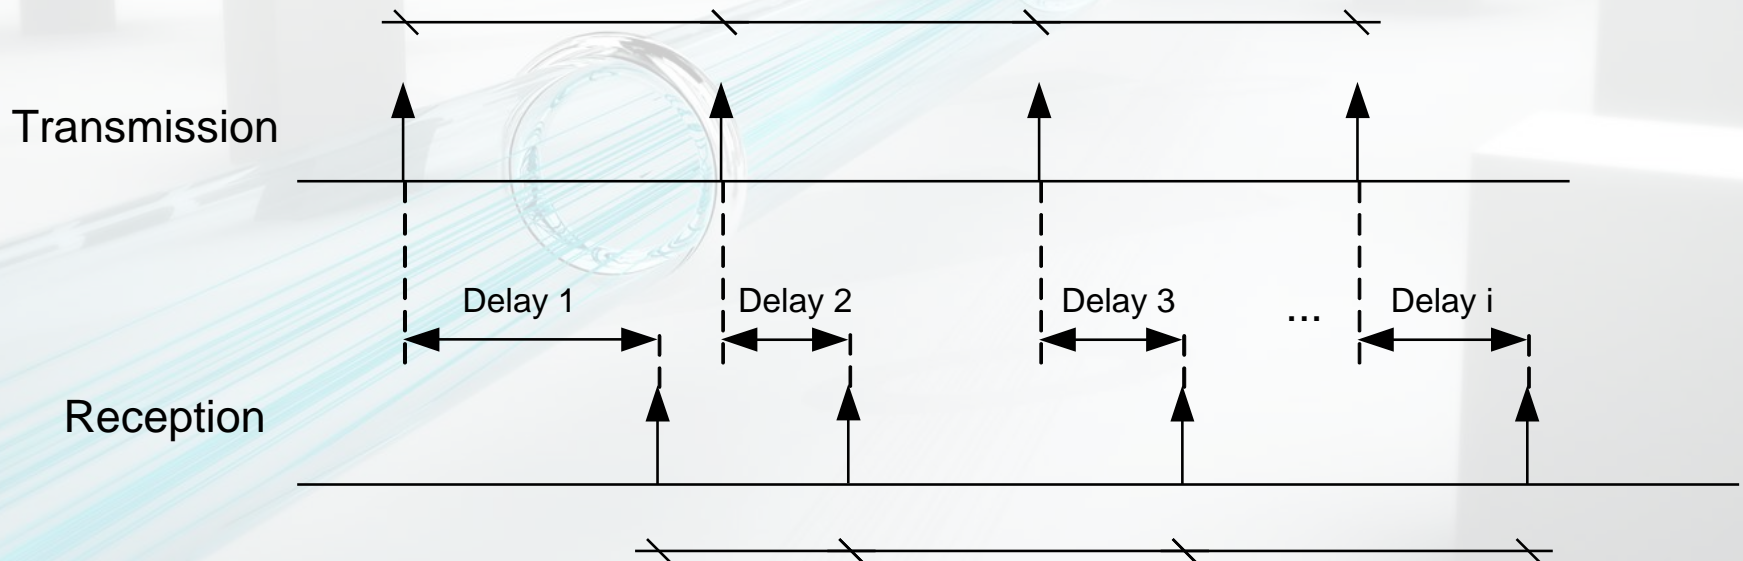 Transmission
Delay 1
Delay 2
Delay 3
...
Delay i
Reception